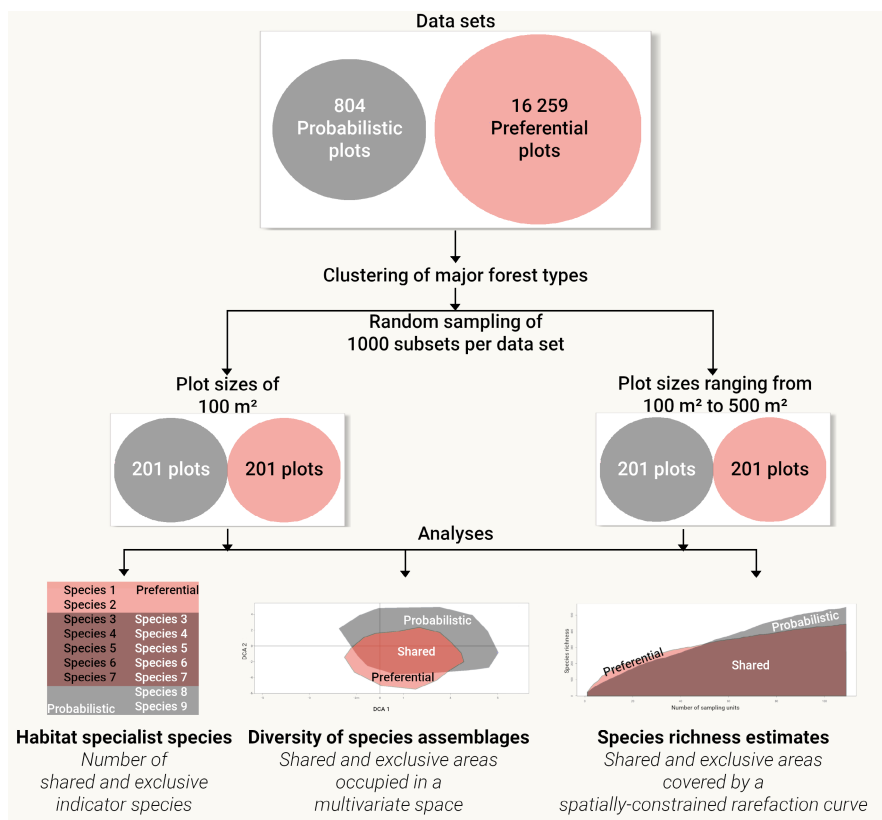 Data sets
804
Probabilistic
plots
16 259
Preferential
plots
Clustering of major forest types
Random sampling of
1000 subsets per data set
Plot sizes of
100 m²
Plot sizes ranging from
100 m² to 500 m²
201 plots
201 plots
201 plots
201 plots
Analyses
Species 1
Preferential
Species 2
Species 3
Species 3
Species 4
Species 4
Species 5
Species 5
Species 6
Species 6
Species 7
Species 7
Species 8
Probabilistic
Species 9
DCA 2
Probabilistic
Shared
Preferential
DCA 1
Species richness
Preferential
Probabilistic
Shared
Number of sampling units
Habitat specialist species
Number of
shared and exclusive
indicator species
Diversity of species assemblages
Shared and exclusive areas
occupied in a
multivariate space
Species richness estimates
Shared and exclusive areas
covered by a
spatially-constrained rarefaction curve